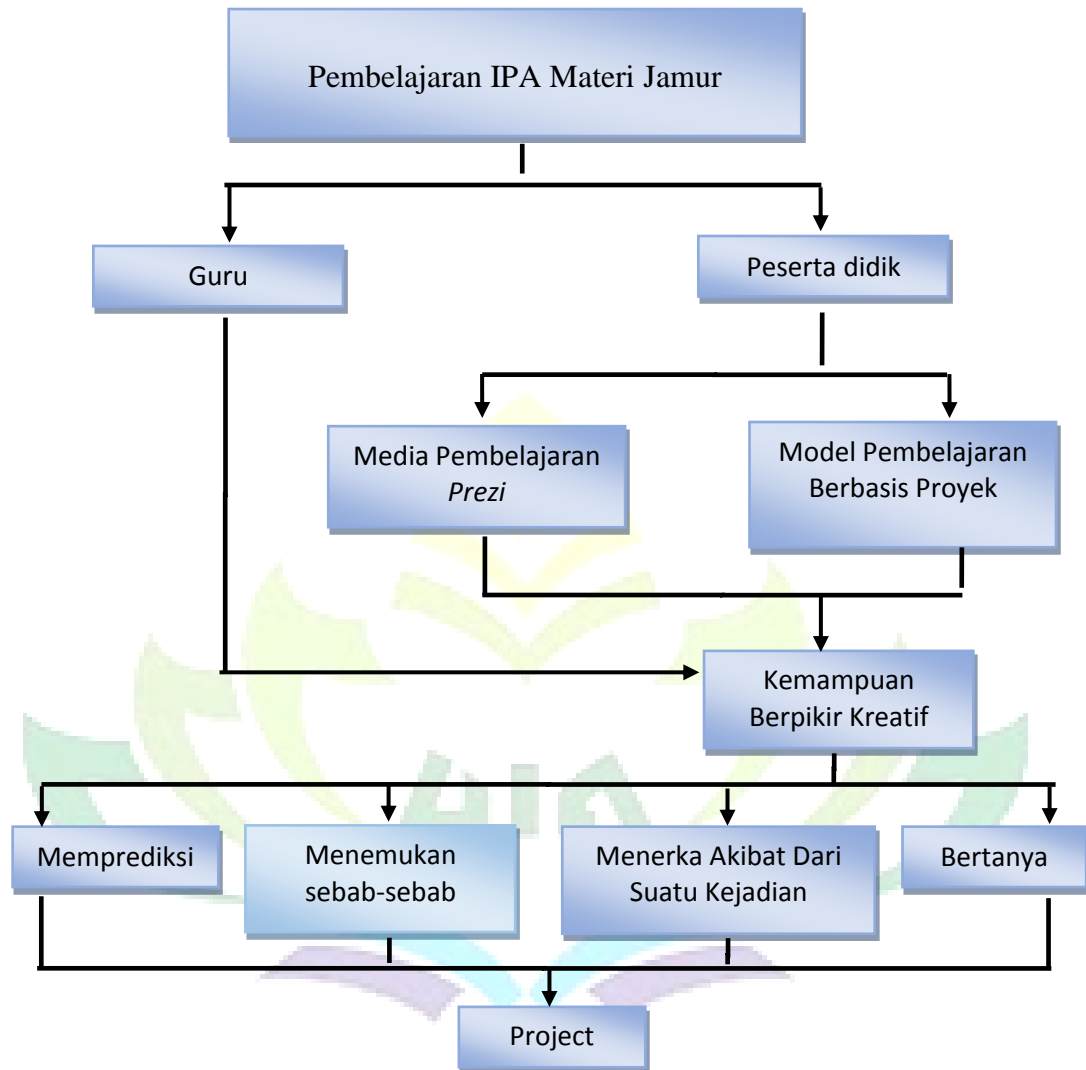 Pembelajaran IPA Materi Jamur
Guru
Peserta didik
Media Pembelajaran
Prezi
Model Pembelajaran
Berbasis Proyek
Kemampuan
Berpikir Kreatif
Memprediksi
Menemukan
sebab-sebab
Menerka Akibat Dari
Suatu Kejadian
Bertanya
Project